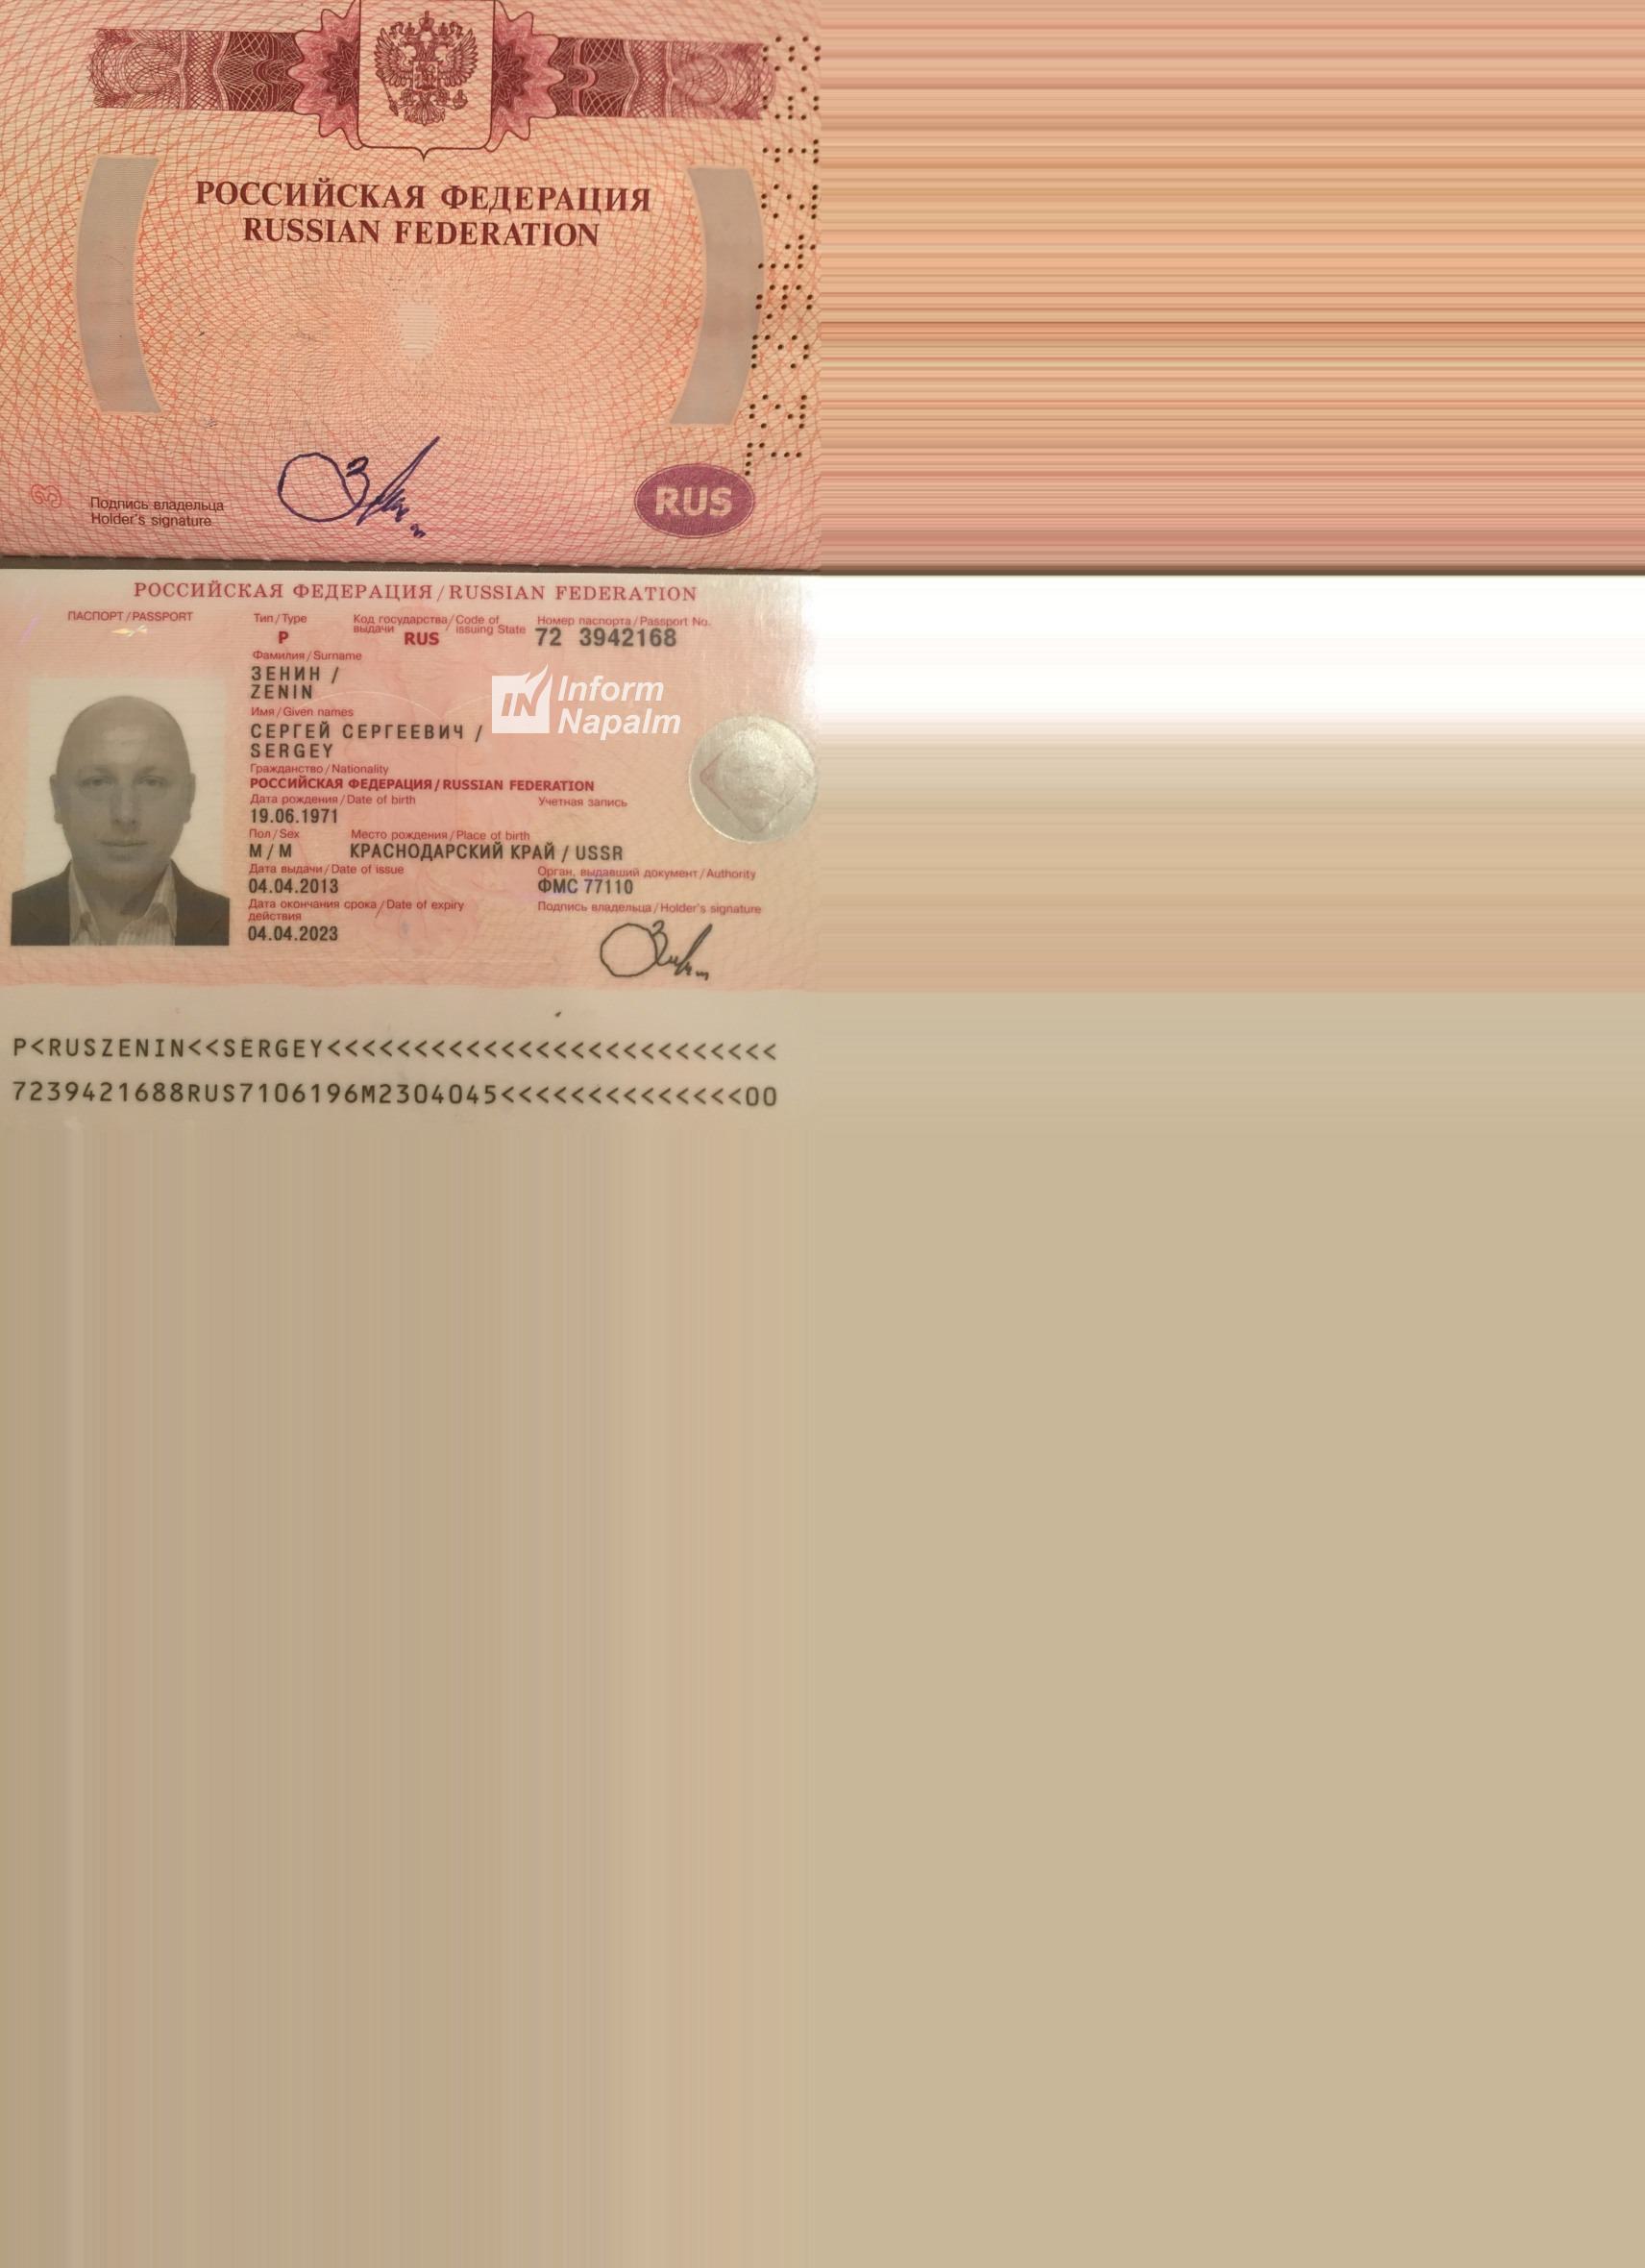 РОССИЙСКАЯ ФЕДЕРАЦИЯ
RUSSIAN FEDERATION
Подпись владельца
Holder's signature
RUS
РОССИЙСКАЯ ФЕДЕРАЦИЯ / RUSSIAN FEDERATION
ПАСПОРТ / PASSPORT
Тип / Type
Код государства / Code of
выдачи issuing State
Номер паспорта / Passport No.
P
RUS
72 3942168
Фамилия / Surname
ЗЕНИН /
ZENIN
Inform
Napalm
IN
Имя / Given names
СЕРГЕЙ СЕРГЕЕВИЧ /
SERGEY
Гражданство / Nationality
РОССИЙСКАЯ ФЕДЕРАЦИЯ / RUSSIAN FEDERATION
Дата рождения / Date of birth
Учетная запись
19.06.1971
Пол / Sex
Место рождения / Place of birth
М / M
КРАСНОДАРСКИЙ КРАЙ / USSR
Дата выдачи / Date of issue
Орган, выдавший документ / Authority
04.04.2013
ФМС 77110
Дата окончания срока / Date of expiry
действия
Подпись владельца / Holder's signature
04.04.2023
P<RUSZENIN<<SERGEY<<<<<<<<<<<<<<<<<<<<<<<<<<
7239421688RUS7106196M2304045<<<<<<<<<<<<<<00